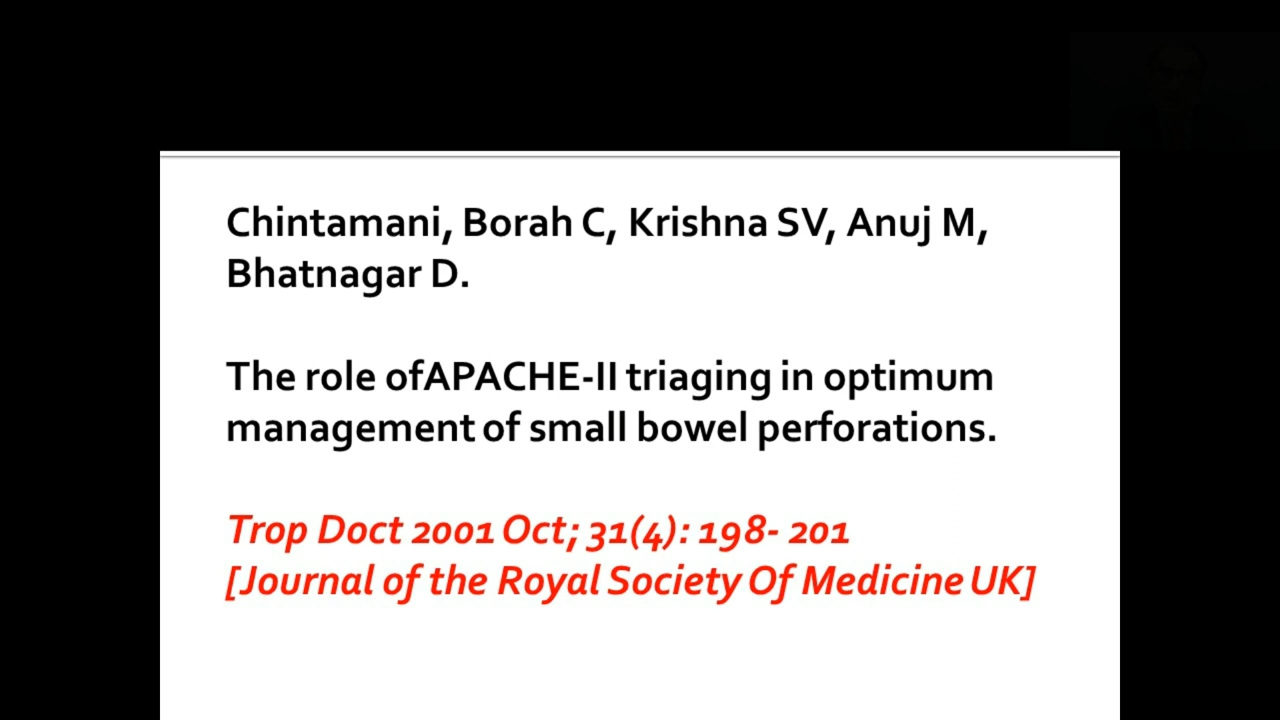 Chintamani, Borah C, Krishna SV, Anuj M,
Bhatnagar D.
The role ofAPACHE-II triaging in optimum
management of small bowel perforations.
Trop Doct 2001 Oct; 31(4): 198- 201
[Journal of the Royal Society Of Medicine UK]